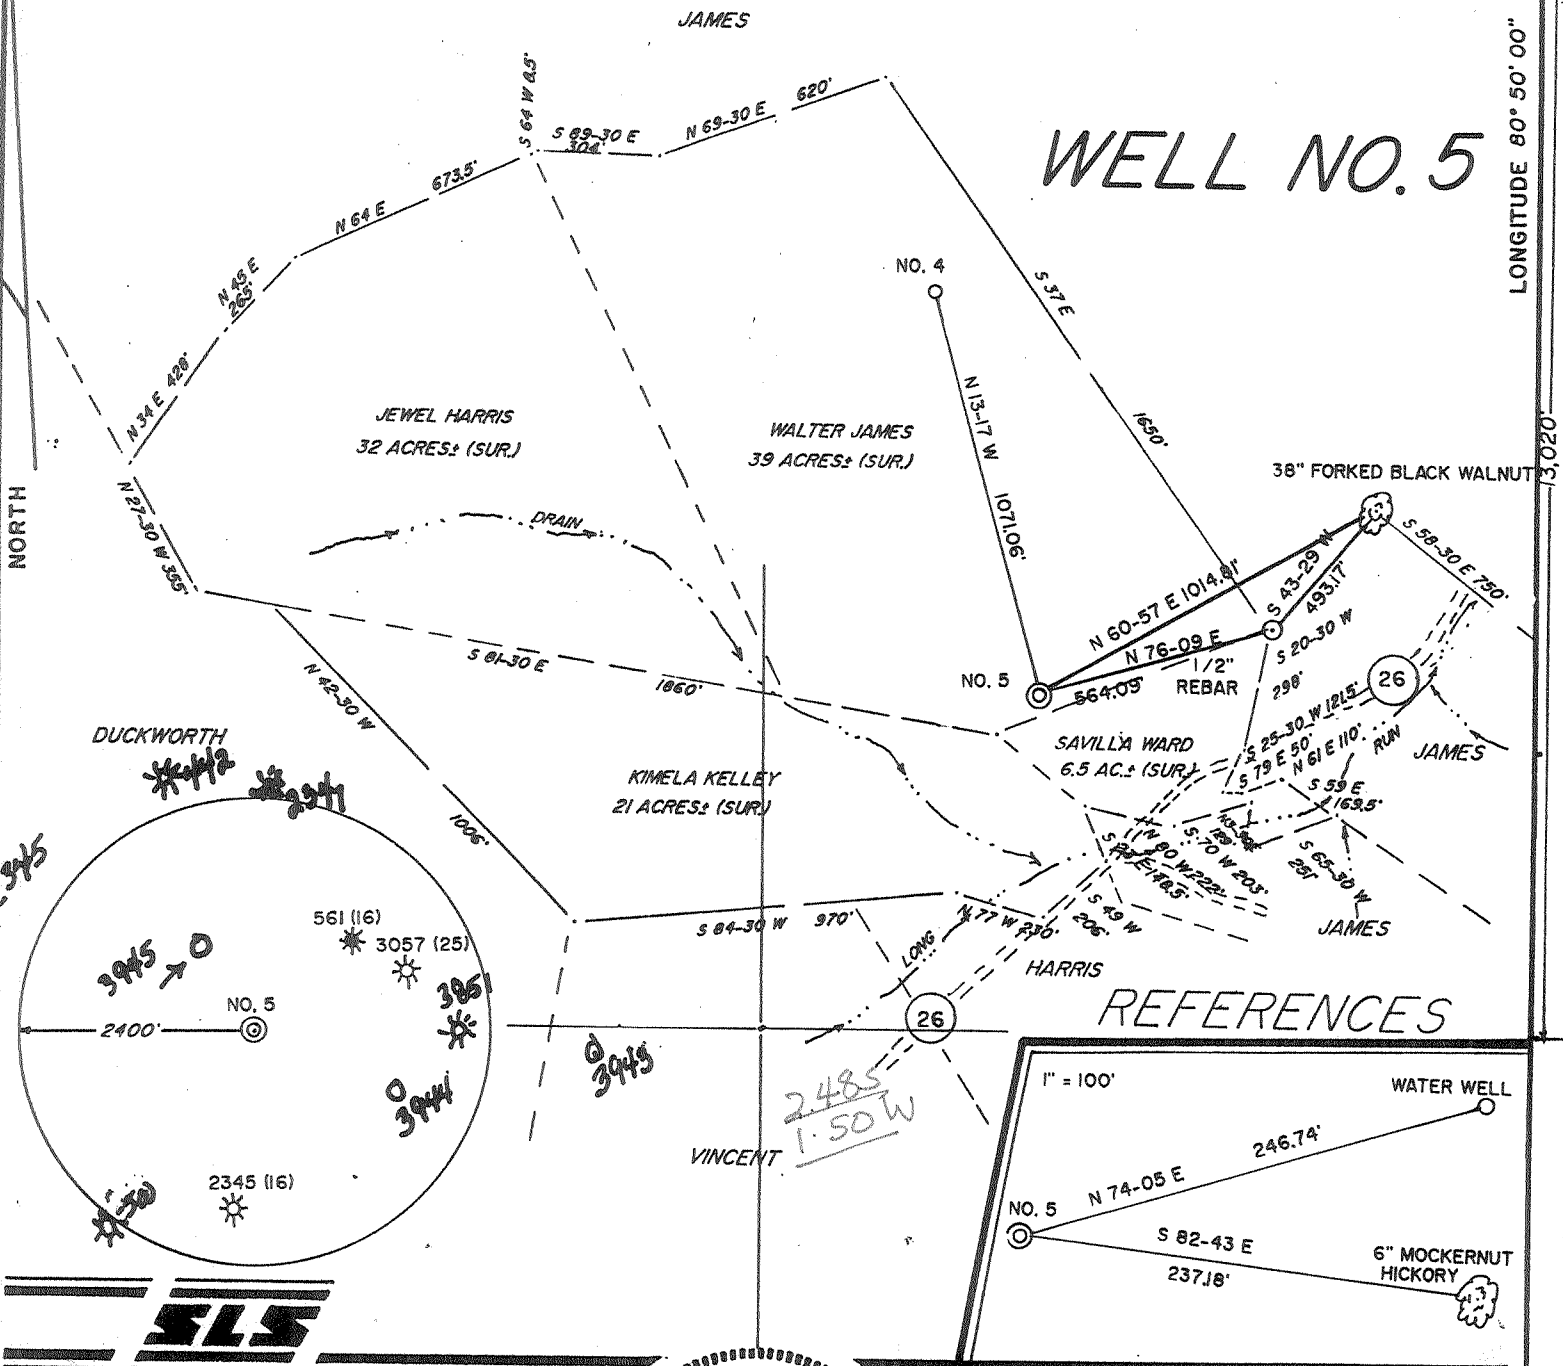 JAMES
WELL NO. 5
LONGITUDE 80° 50' 00"
13,020'
S 64 W 8.5'
S 89-30 E
304'
N 69-30 E 620'
N 64 E 673.5'
N 45 E
265'
N 34 E 428'
N 27-30 W 355'
NORTH
S 37 E 1650'
NO. 4
N 13-17 W 1071.06'
JEWEL HARRIS
32 ACRES± (SUR.)
WALTER JAMES
39 ACRES± (SUR.)
38" FORKED BLACK WALNUT
DRAIN
S 58-30 E 750'
S 43-29 W
493.17'
N 60-57 E 1014.81'
N 76-09 E
564.09'
1/2"
REBAR
NO. 5
S 20-30 W
298'
S 81-30 E 1860'
N 42-30 W 1006'
26
S 25-30 W 121.5'
S 79 E 50'
N 61 E 110'
RUN
JAMES
S 59 E
169.5'
DUCKWORTH
SAVILLA WARD
6.5 AC.± (SUR.)
KIMELA KELLEY
21 ACRES± (SUR.)
N 80 W 222'
S 70 W 203'
S 65-30 W
251'
S 49 W
206'
JAMES
S 84-30 W 970'
N 77 W 230'
LONG
HARRIS
26
VINCENT
2347
561 (16)
3057 (25)
3945
385
NO. 5
2400'
3944
3943
2345 (16)
2.48 S
1.50 W
REFERENCES
1" = 100'
WATER WELL
N 74-05 E 246.74'
NO. 5
S 82-43 E
237.18'
6" MOCKERNUT
HICKORY
SLS